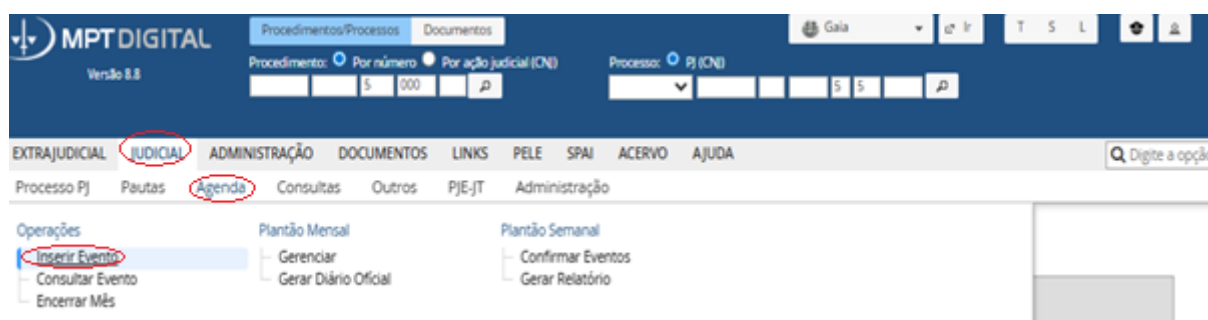 MPT DIGITAL
Versão 8.8
Procedimentos/Processos Documentos
Gaia Ir T S L
Procedimento: Por número Por ação judicial (CNJ) Processo: PJ (CNJ)
5 000 5 5
EXTRAJUDICIAL JUDICIAL ADMINISTRAÇÃO DOCUMENTOS LINKS PELE SPAI ACERVO AJUDA
Digite a opçã
Processo PJ Pautas Agenda Consultas Outros PJE-JT Administração
Operações Plantão Mensal Plantão Semanal
Inserir Evento Gerenciar Confirmar Eventos
Consultar Evento Gerar Diário Oficial Gerar Relatório
Encerrar Mês